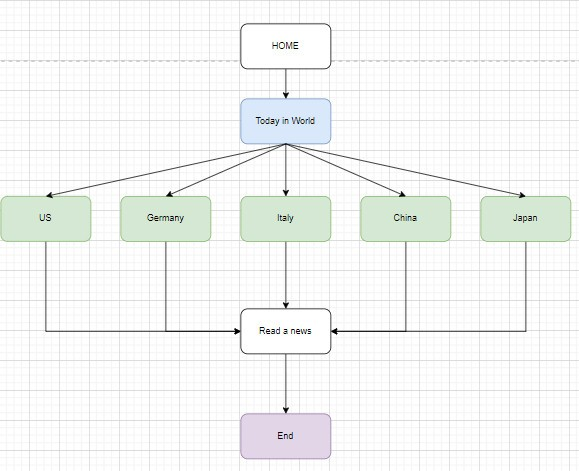 HOME
Today in World
US
Germany
Italy
China
Japan
Read a news
End